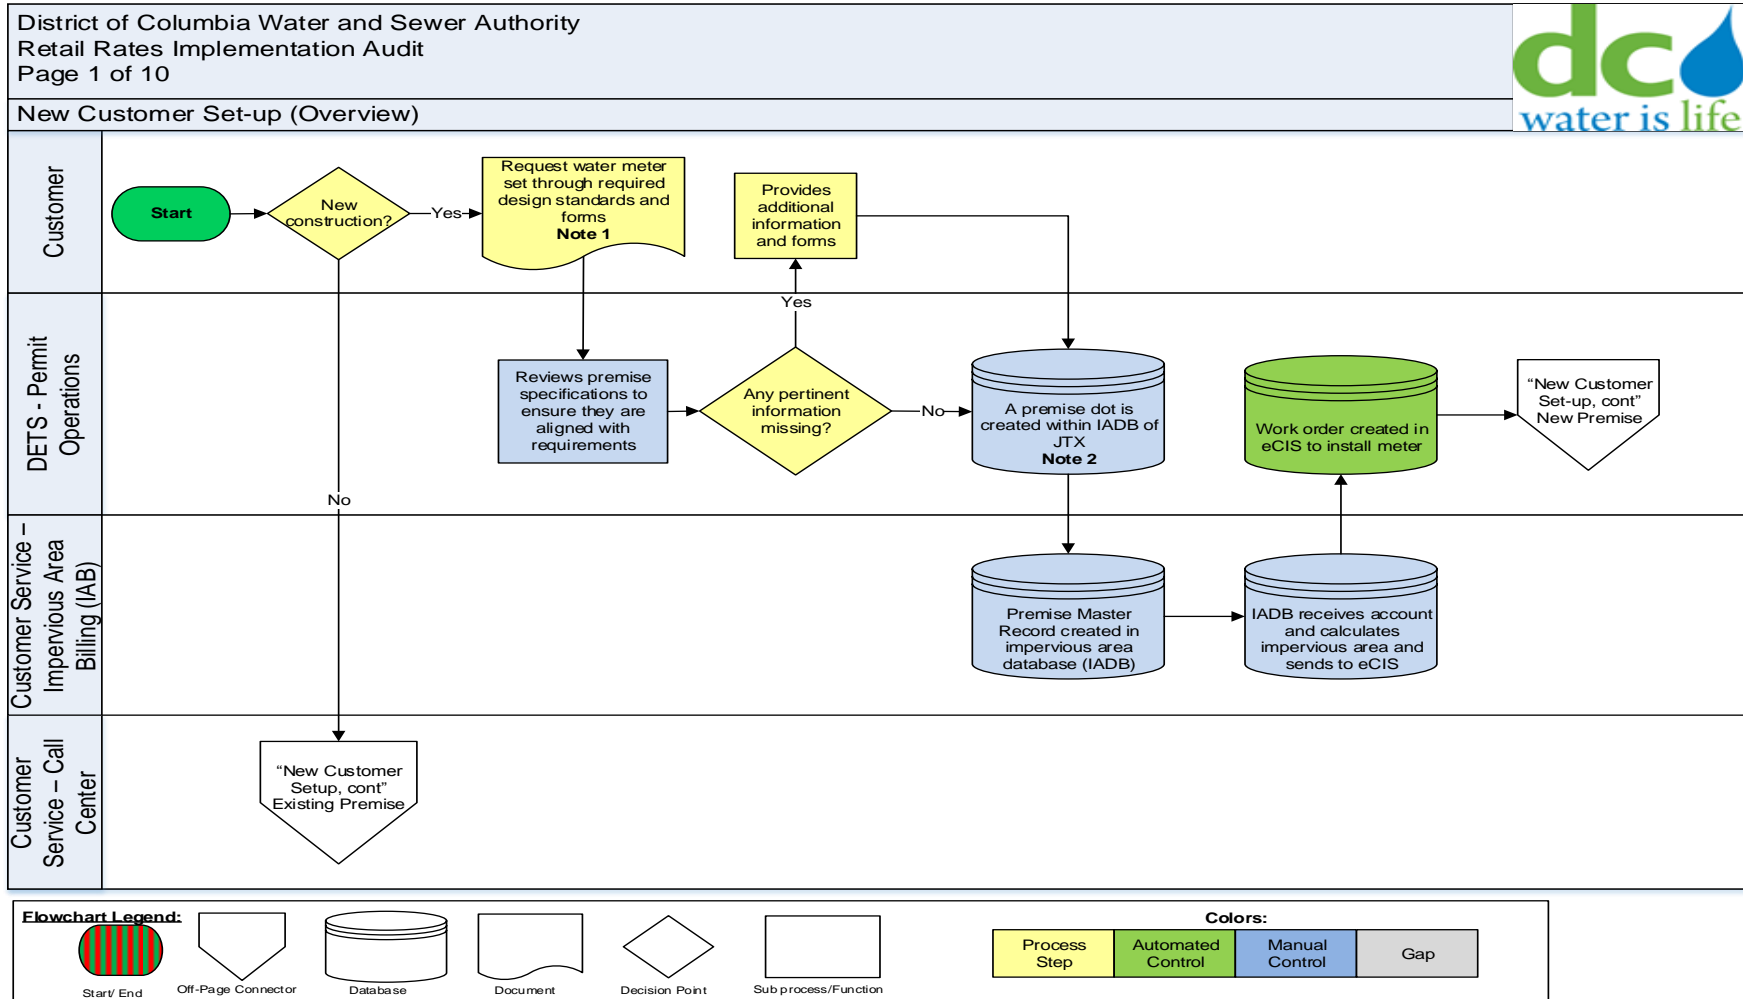 District of Columbia Water and Sewer Authority
Retail Rates Implementation Audit
Page 1 of 10
dc
water is life
New Customer Set-up (Overview)
Customer
Start
New
construction?
Yes
Request water meter
set through required
design standards and
forms
Note 1
Provides
additional
information
and forms
DETS - Permit
Operations
Reviews premise
specifications to
ensure they are
aligned with
requirements
Yes
Any pertinent
information
missing?
No
A premise dot is
created within IADB of
JTX
Note 2
Work order created in
eCIS to install meter
“New Customer
Set-up, cont”
New Premise
No
Customer Service –
Impervious Area
Billing (IAB)
Premise Master
Record created in
impervious area
database (IADB)
IADB receives account
and calculates
impervious area and
sends to eCIS
Customer
Service – Call
Center
“New Customer
Setup, cont”
Existing Premise
Flowchart Legend:
Start/ End
Off-Page Connector
Database
Document
Decision Point
Sub process/Function
Colors:
Process
Step
Automated
Control
Manual
Control
Gap